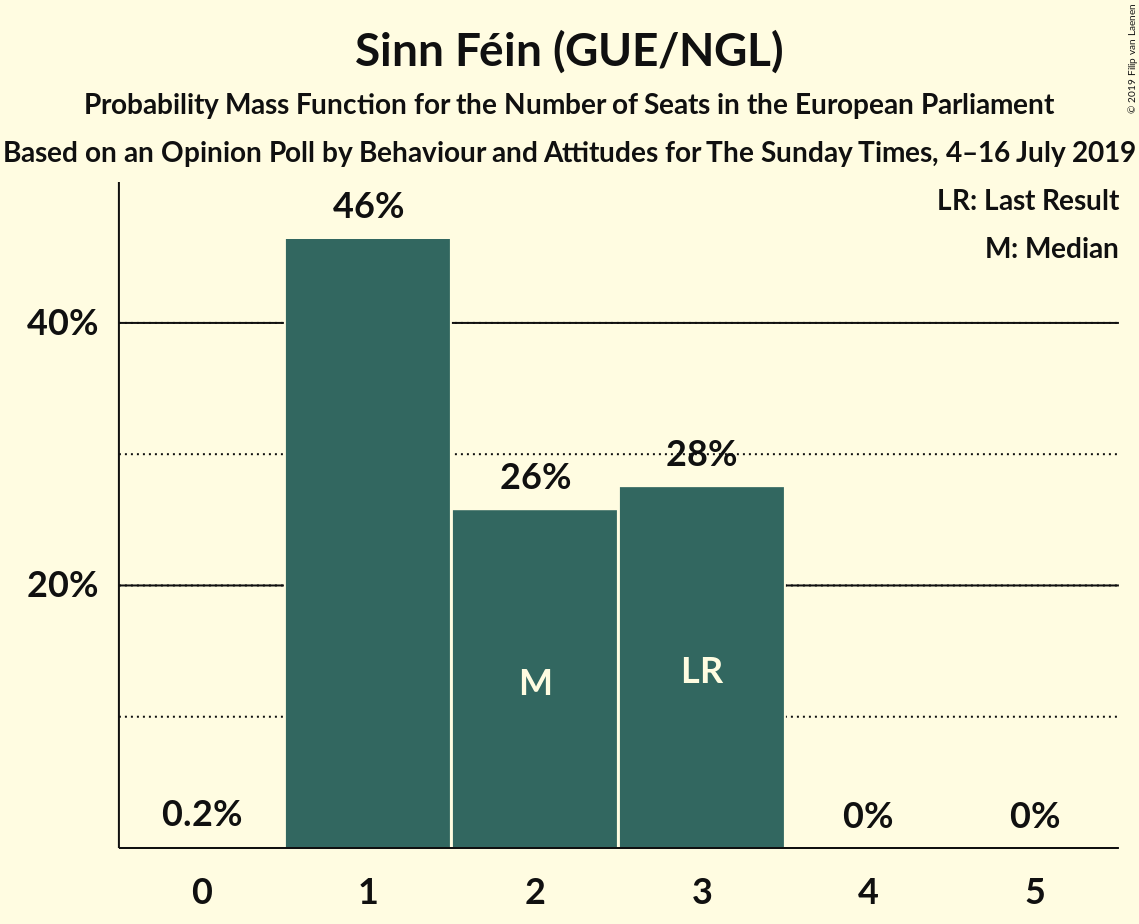 Sinn Féin (GUE/NGL)
Probability Mass Function for the Number of Seats in the European Parliament
Based on an Opinion Poll by Behaviour and Attitudes for The Sunday Times, 4–16 July 2019
© 2019 Filip van Laenen
LR: Last Result
M: Median
46%
40%
28%
26%
20%
M
LR
0.2%
0%
0%
0
1
2
3
4
5